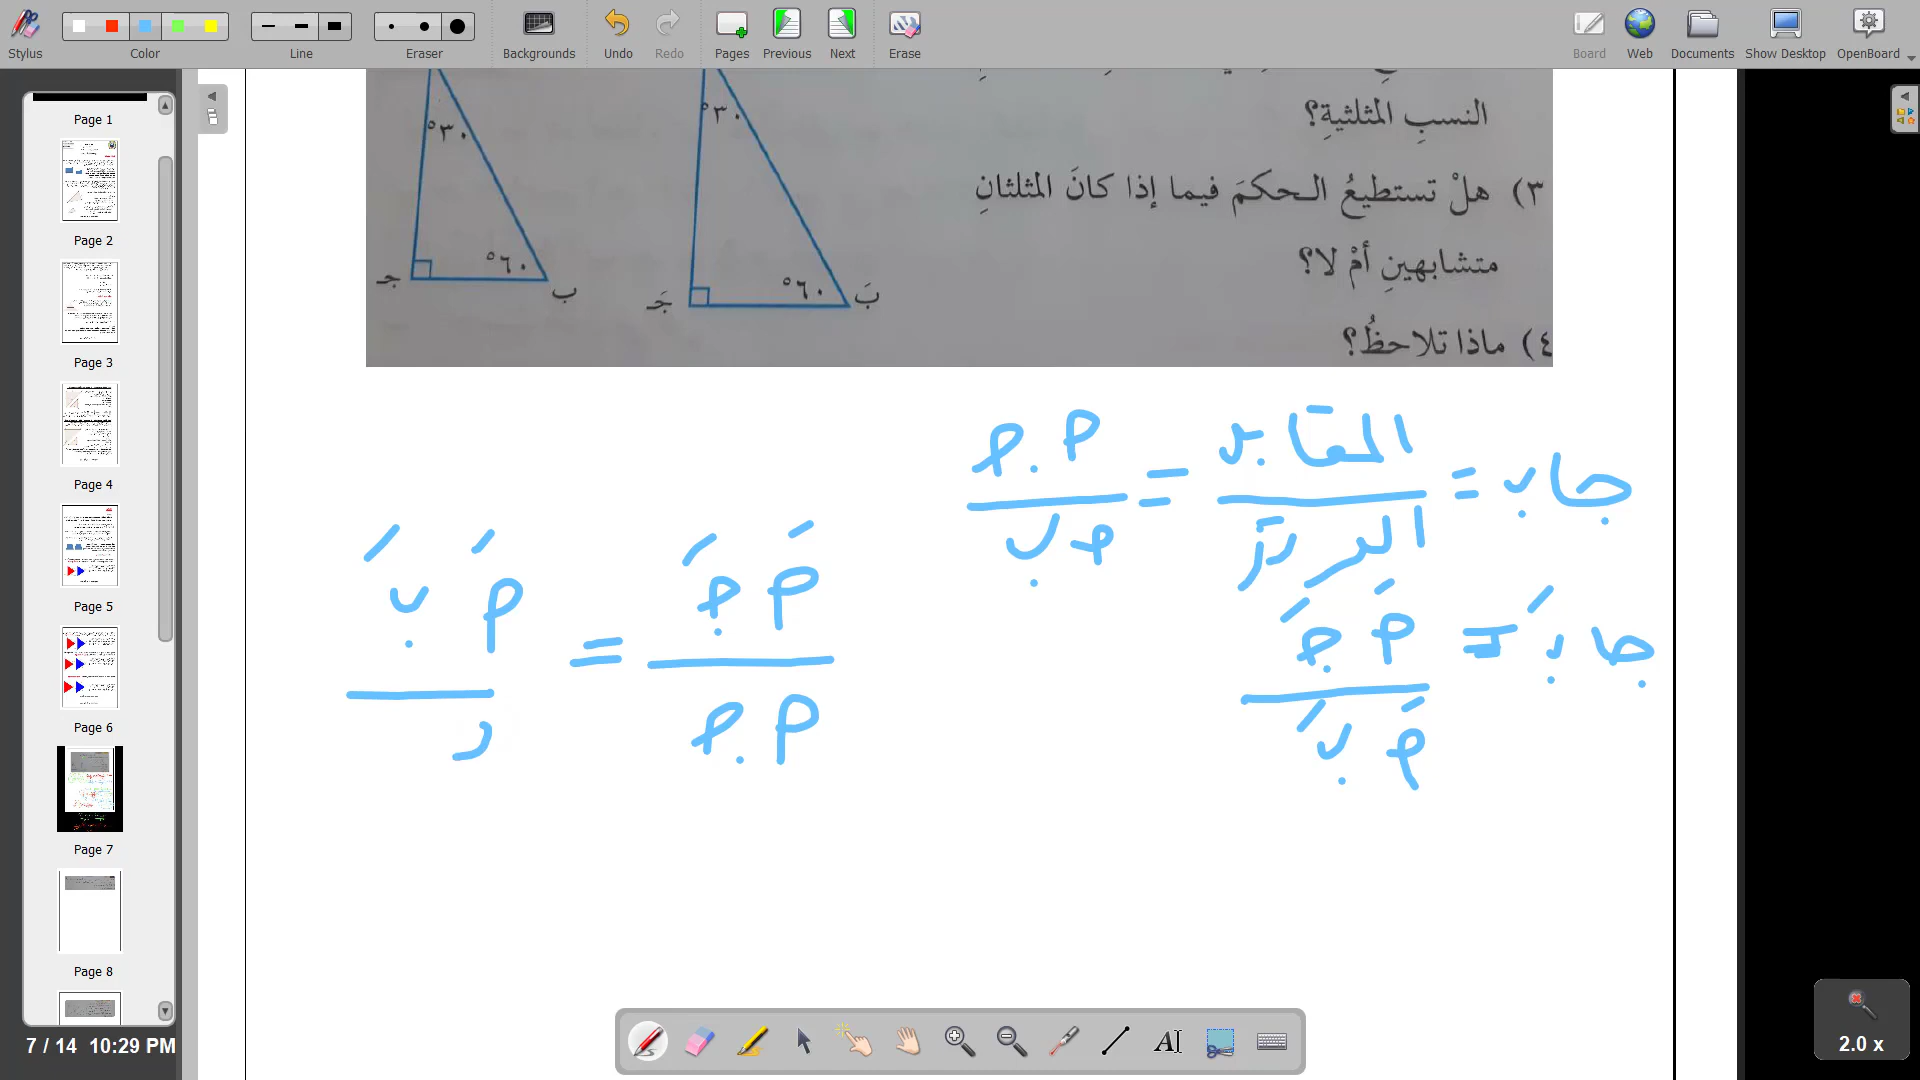 Stylus
Color
Line
Eraser
Backgrounds
Undo
Redo
Pages
Previous
Next
Erase
Board
Web
Documents
Show Desktop
OpenBoard
Page 1
Page 2
Page 3
Page 4
Page 5
Page 6
Page 7
Page 8
7 / 14 10:29 PM
النسبِ المثلثيةِ؟
٣) هلْ تستطيعُ الـحكمَ فيما إذا كانَ المثلثانِ
متشابهينِ أمْ لا؟
٤) ماذا تلاحظُ؟
°٣٠
°٦٠
جـ
ب
°٣٠
°٦٠
جَـ
بَ
جا ب = المقابل / الوتر = م ج / م ب
جا بَ = مَ جَ / مَ بَ
مَ جَ / م ج = مَ بَ
2.0 x